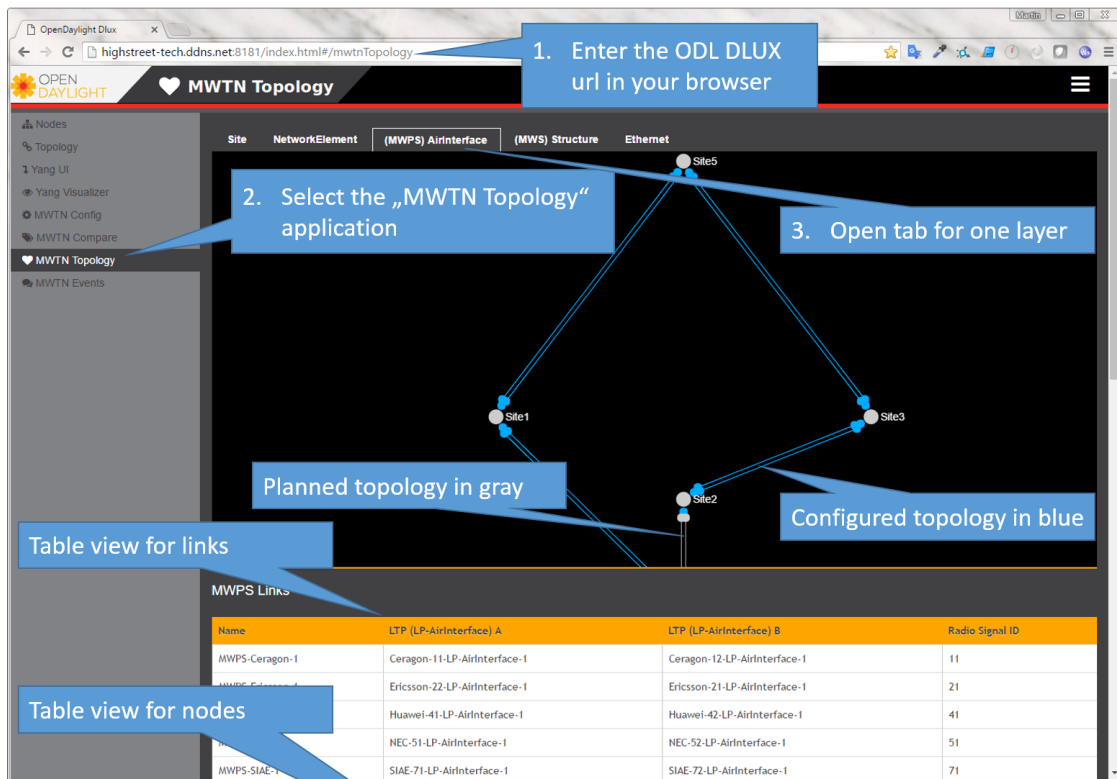 Martin
OpenDaylight Dlux
highstreet-tech.ddns.net:8181/index.html#/mwtnTopology
1. Enter the ODL DLUX
url in your browser
OPEN
DAYLIGHT
MWTN Topology
Nodes
Topology
Yang UI
Yang Visualizer
MWTN Config
MWTN Compare
MWTN Topology
MWTN Events
Site NetworkElement (MWPS) AirInterface (MWS) Structure Ethernet
Site5
2. Select the „MWTN Topology“
application
3. Open tab for one layer
Site1
Site3
Planned topology in gray
Site2
Configured topology in blue
Table view for links
MWPS Links
Name LTP (LP-AirInterface) A LTP (LP-AirInterface) B Radio Signal ID
MWPS-Ceragon-1 Ceragon-11-LP-AirInterface-1 Ceragon-12-LP-AirInterface-1 11
Ericsson-22-LP-AirInterface-1 Ericsson-21-LP-AirInterface-1 21
Table view for nodes
Huawei-41-LP-AirInterface-1 Huawei-42-LP-AirInterface-1 41
NEC-51-LP-AirInterface-1 NEC-52-LP-AirInterface-1 51
MWPS-SIAE-1 SIAE-71-LP-AirInterface-1 SIAE-72-LP-AirInterface-1 71